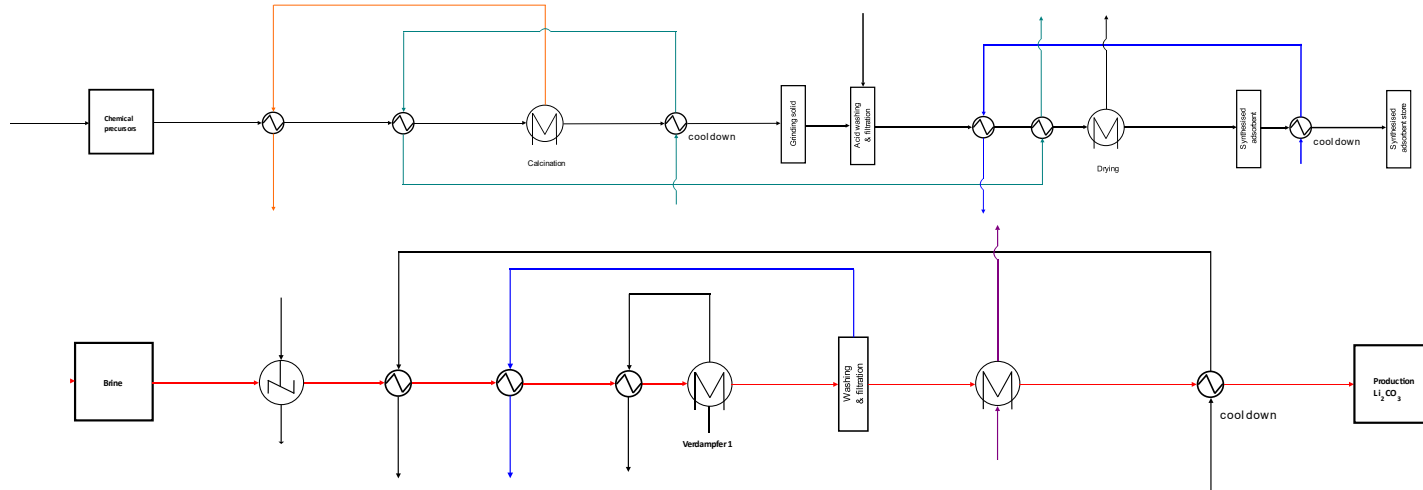 Chemical
precusors
Calcination
cool down
Grinding solid
Acid washing
& filtration
Drying
Synthesised
adsorbent
cool down
Synthesised
adsorbent store
Brine
Verdampfer 1
Washing
& filtration
cool down
Production
Li2CO3